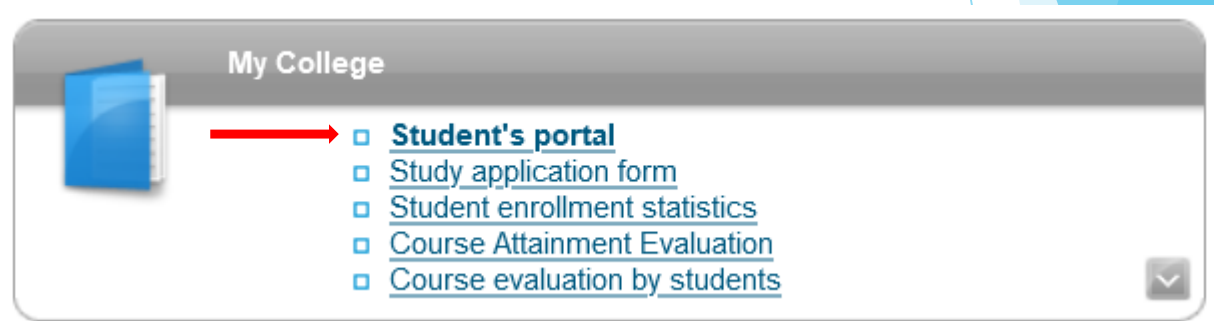 My College
Student's portal
Study application form
Student enrollment statistics
Course Attainment Evaluation
Course evaluation by students